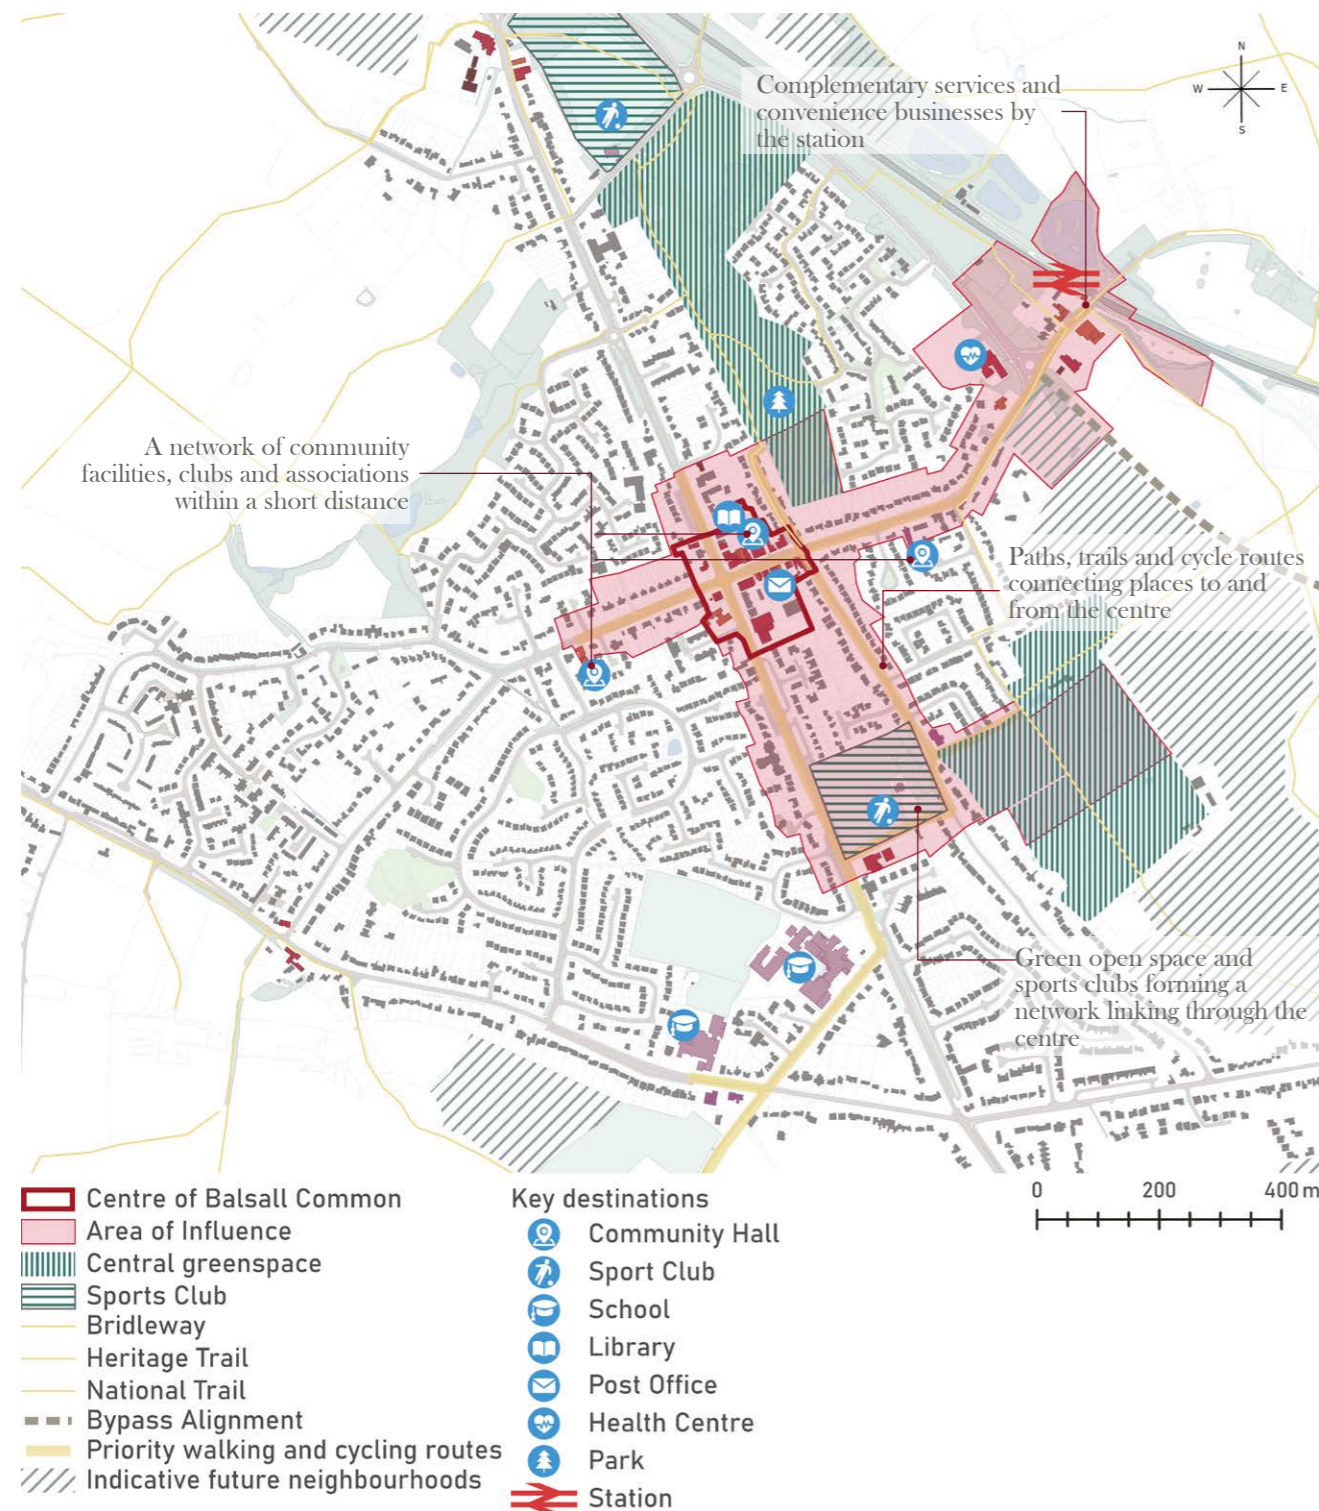 N
W
E
S
Complementary services and
convenience businesses by
the station
A network of community
facilities, clubs and associations
within a short distance
Paths, trails and cycle routes
connecting places to and
from the centre
Green open space and
sports clubs forming a
network linking through the
centre
0 200 400 m
Centre of Balsall Common
Area of Influence
Central greenspace
Sports Club
Bridleway
Heritage Trail
National Trail
Bypass Alignment
Priority walking and cycling routes
Indicative future neighbourhoods
Key destinations
Community Hall
Sport Club
School
Library
Post Office
Health Centre
Park
Station